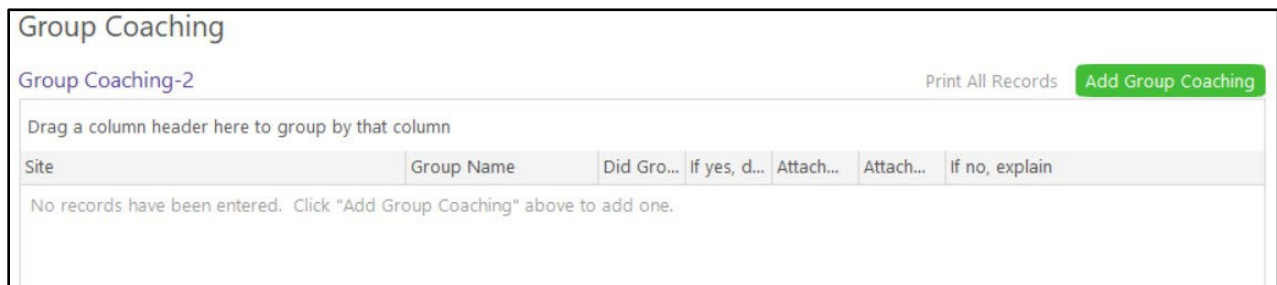 Group Coaching
Group Coaching-2 Print All Records Add Group Coaching
Drag a column header here to group by that column
Site Group Name Did Gro... If yes, d... Attach... Attach... If no, explain
No records have been entered. Click "Add Group Coaching" above to add one.